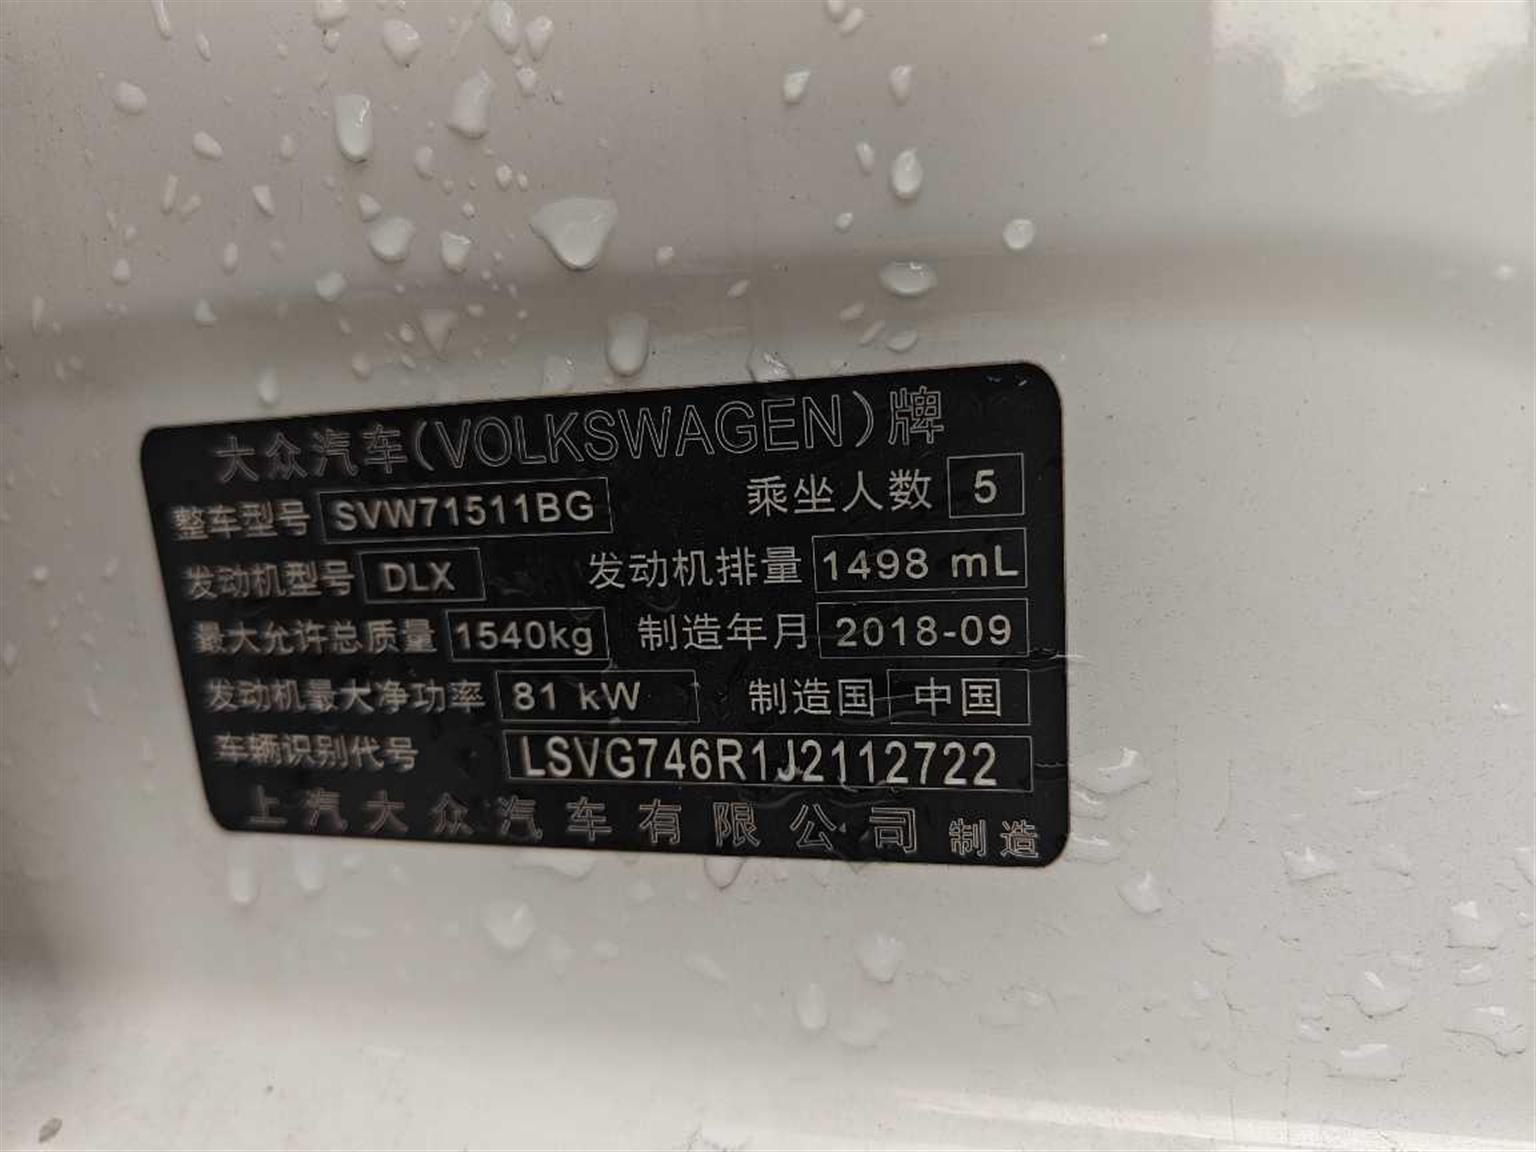 大众汽车(VOLKSWAGEN)牌
整车型号 SVW71511BG 乘坐人数 5
发动机型号 DLX 发动机排量 1498 mL
最大允许总质量 1540kg 制造年月 2018-09
发动机最大净功率 81 kW 制造国 中国
车辆识别代号 LSVG746R1J2112722
上汽大众汽车有限公司 制造